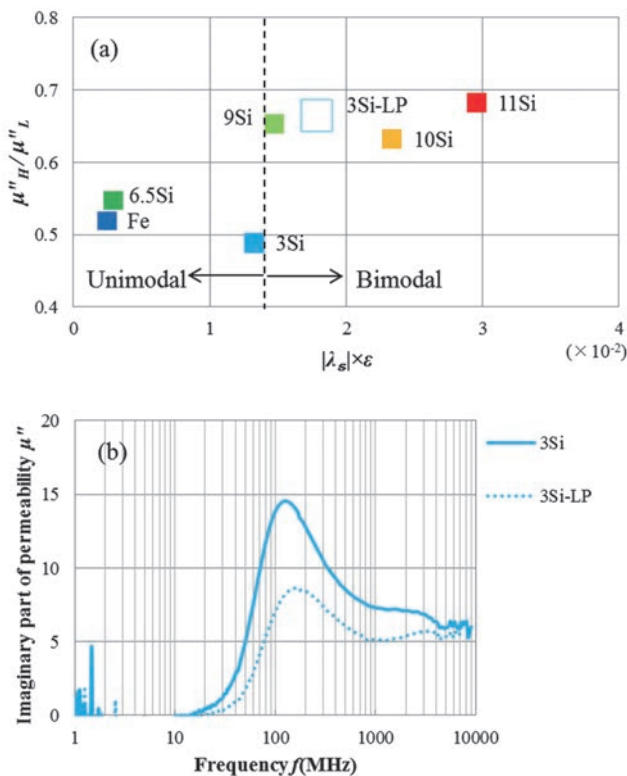 0.8
(a)
0.7
3Si-LP
11Si
9Si
10Si
μ"H/μ"L
0.6
6.5Si
0.5
Fe
3Si
Unimodal
Bimodal
0.4
0 1 2 3 4
(×10-2)
|λs|×ε
20
(b)
3Si
3Si-LP
15
10
5
0
Imaginary part of permeability μ"
1 10 100 1000 10000
Frequency f(MHz)